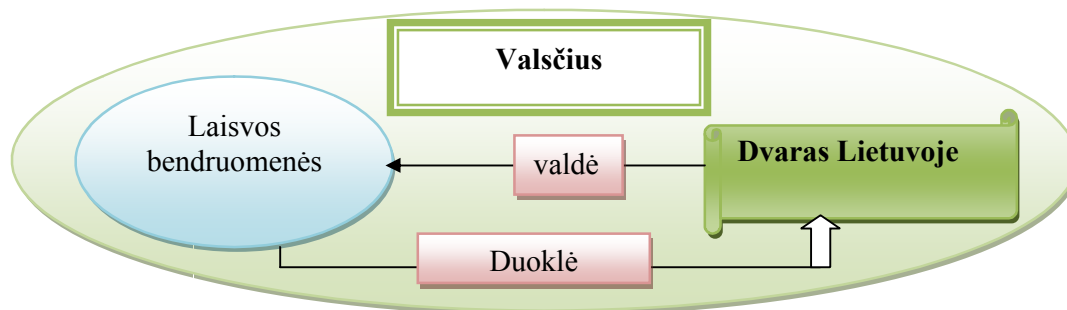 Valsčius
Laisvos
bendruomenės
valdė
Dvaras Lietuvoje
Duoklė